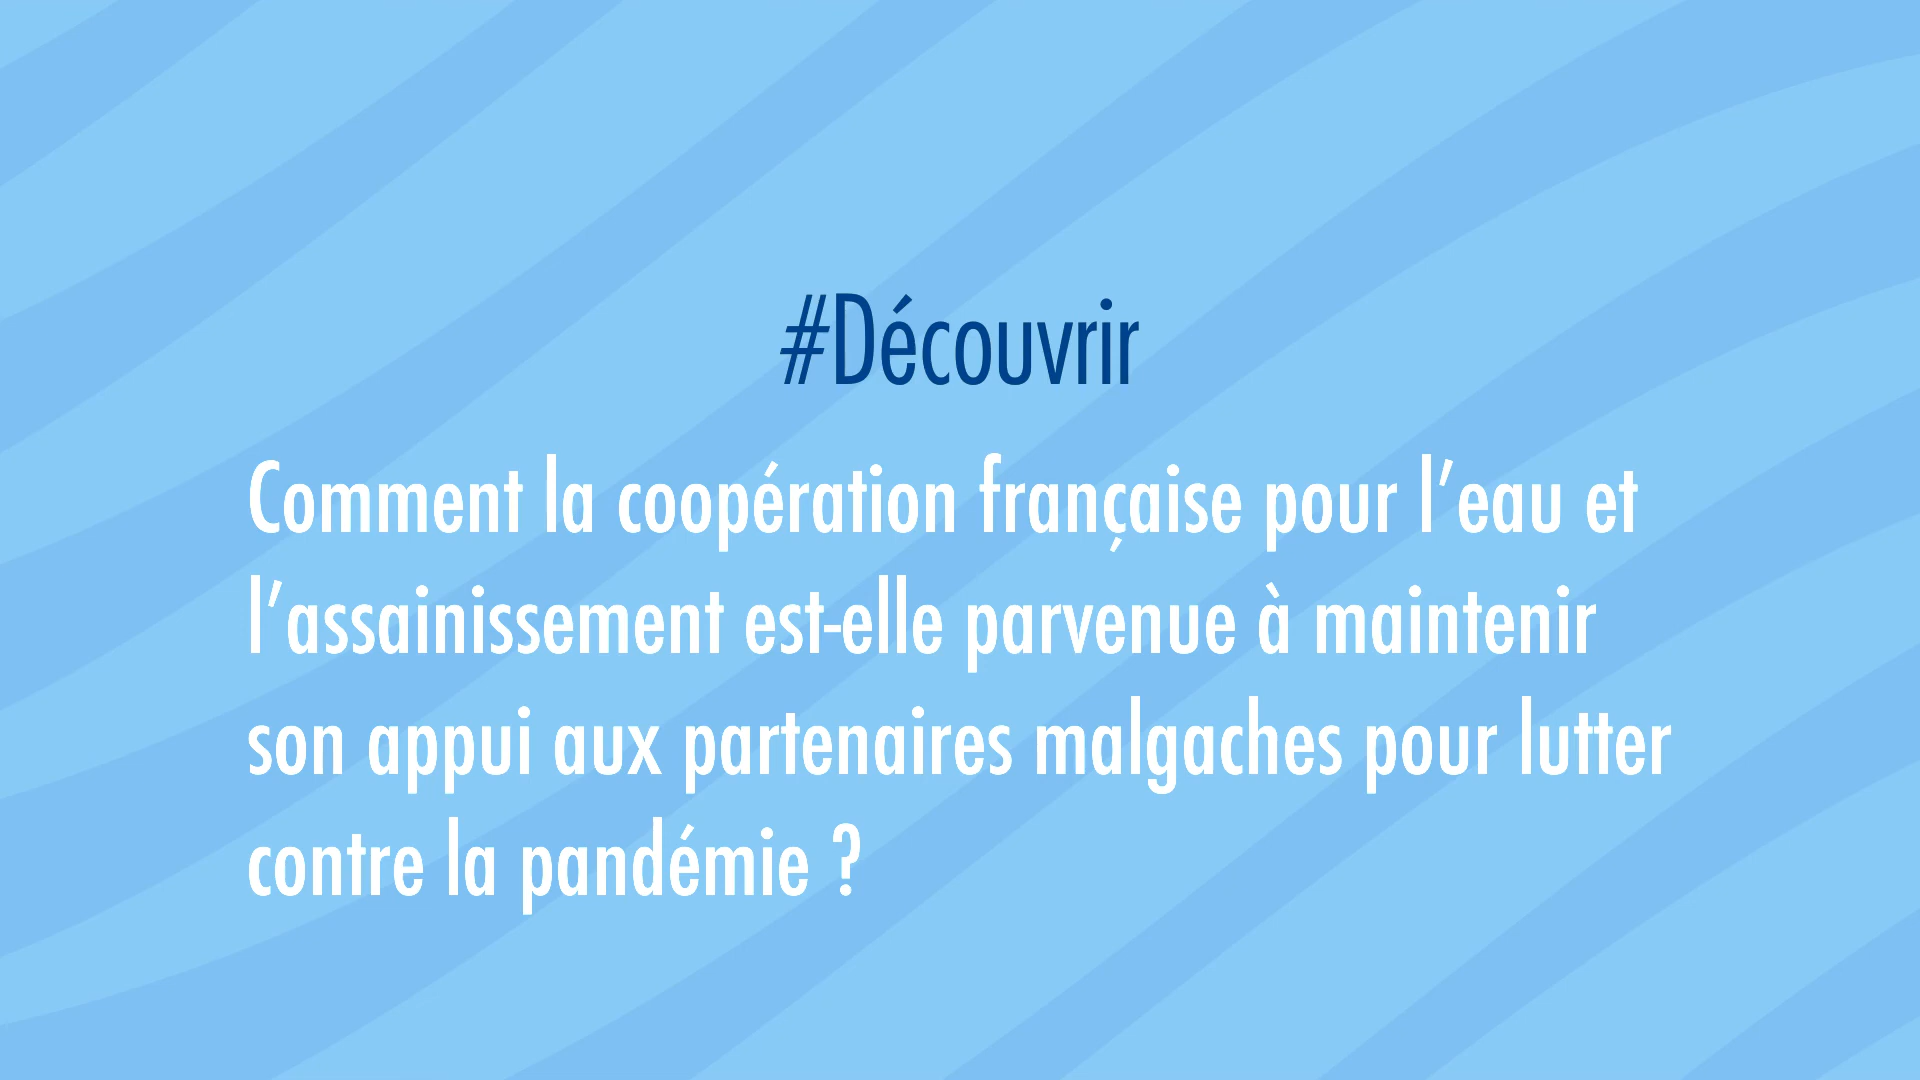 #Découvrir
Comment la coopération française pour l’eau et
l’assainissement est-elle parvenue à maintenir
son appui aux partenaires malgaches pour lutter
contre la pandémie ?